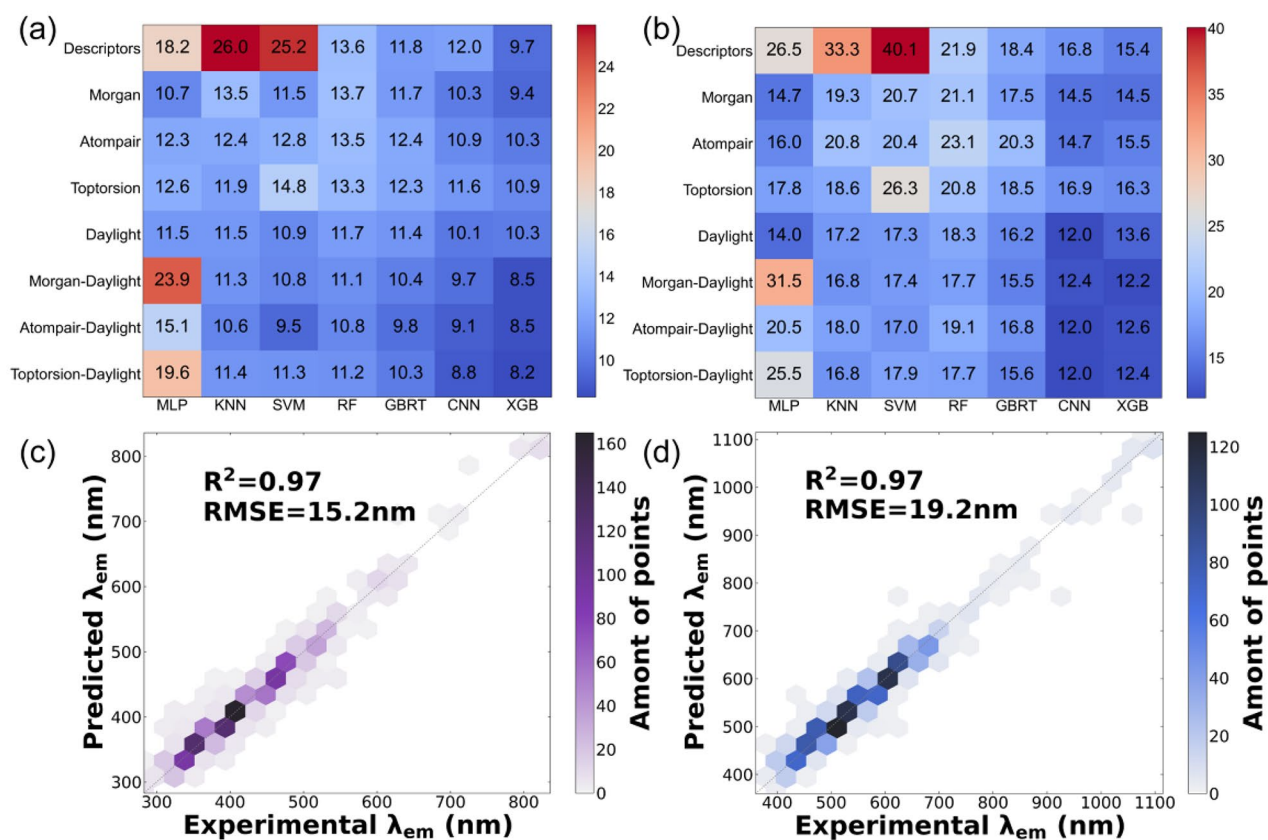 (a)
Descriptors 18.2 26.0 25.2 13.6 11.8 12.0 9.7
Morgan 10.7 13.5 11.5 13.7 11.7 10.3 9.4
Atompair 12.3 12.4 12.8 13.5 12.4 10.9 10.3
Toptorsion 12.6 11.9 14.8 13.3 12.3 11.6 10.9
Daylight 11.5 11.5 10.9 11.7 11.4 10.1 10.3
Morgan-Daylight 23.9 11.3 10.8 11.1 10.4 9.7 8.5
Atompair-Daylight 15.1 10.6 9.5 10.8 9.8 9.1 8.5
Toptorsion-Daylight 19.6 11.4 11.3 11.2 10.3 8.8 8.2
MLP KNN SVM RF GBRT CNN XGB
24
22
20
18
16
14
12
10
(b)
Descriptors 26.5 33.3 40.1 21.9 18.4 16.8 15.4
Morgan 14.7 19.3 20.7 21.1 17.5 14.5 14.5
Atompair 16.0 20.8 20.4 23.1 20.3 14.7 15.5
Toptorsion 17.8 18.6 26.3 20.8 18.5 16.9 16.3
Daylight 14.0 17.2 17.3 18.3 16.2 12.0 13.6
Morgan-Daylight 31.5 16.8 17.4 17.7 15.5 12.4 12.2
Atompair-Daylight 20.5 18.0 17.0 19.1 16.8 12.0 12.6
Toptorsion-Daylight 25.5 16.8 17.9 17.7 15.6 12.0 12.4
MLP KNN SVM RF GBRT CNN XGB
40
35
30
25
20
15
(c)
R²=0.97
RMSE=15.2nm
Predicted λem (nm)
800
700
600
500
400
300
300 400 500 600 700 800
Experimental λem (nm)
160
140
120
100
80
60
40
20
0
Amont of points
(d)
R²=0.97
RMSE=19.2nm
Predicted λem (nm)
1100
1000
900
800
700
600
500
400
400 500 600 700 800 900 1000 1100
Experimental λem (nm)
120
100
80
60
40
20
0
Amont of points